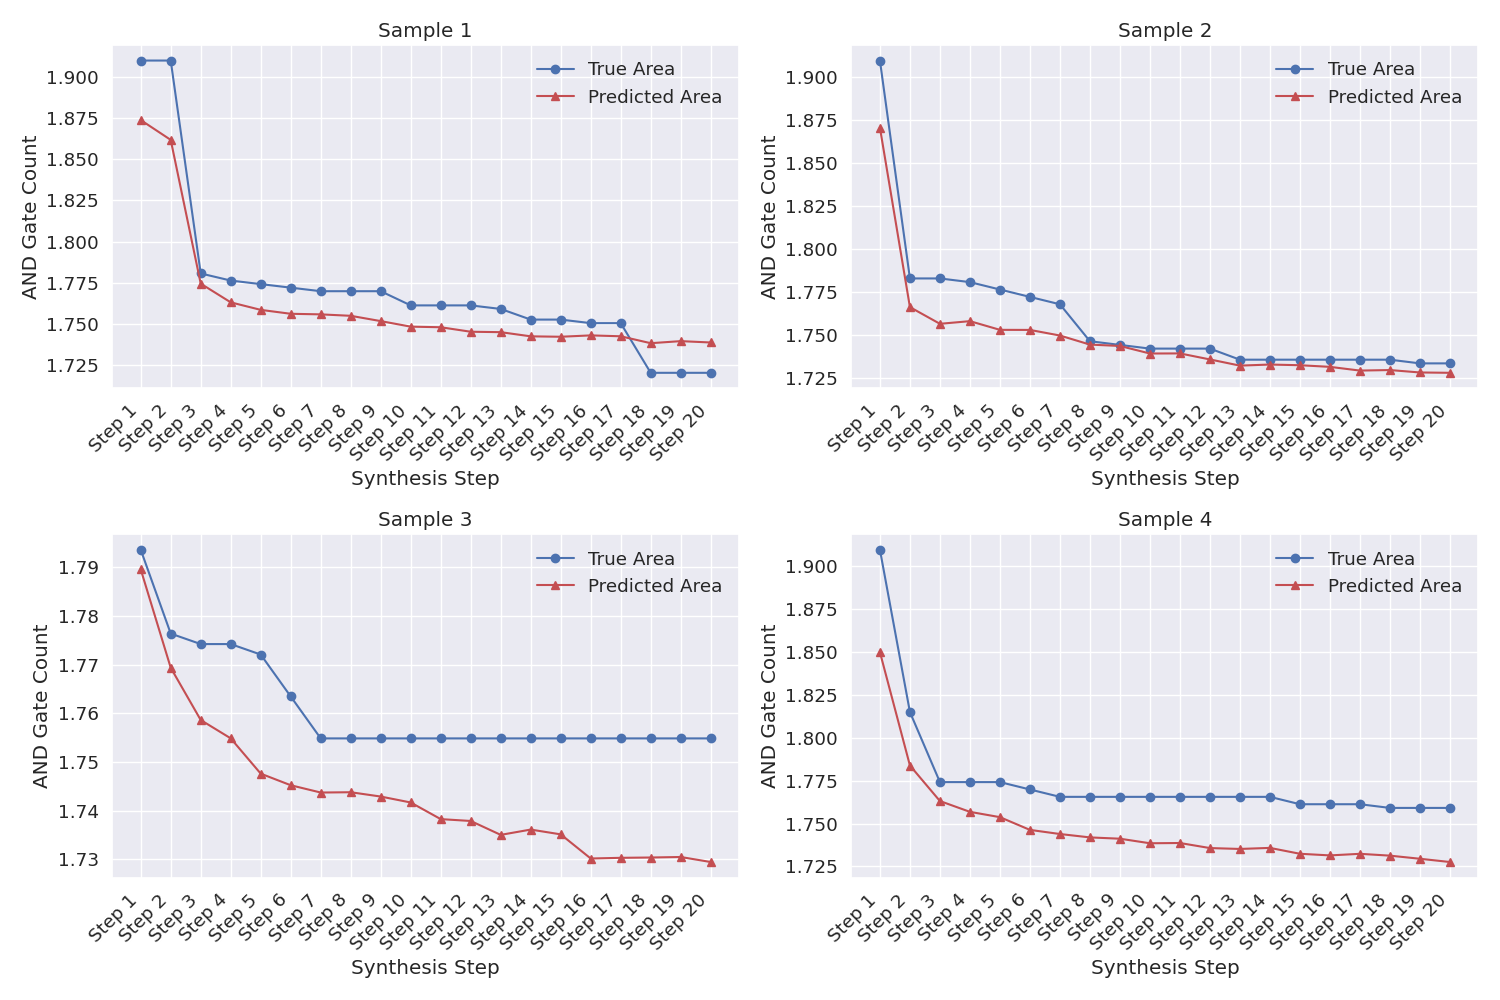 Sample 1
AND Gate Count
1.900
1.875
1.850
1.825
1.800
1.775
1.750
1.725
True Area
Predicted Area
Step 1
Step 2
Step 3
Step 4
Step 5
Step 6
Step 7
Step 8
Step 9
Step 10
Step 11
Step 12
Step 13
Step 14
Step 15
Step 16
Step 17
Step 18
Step 19
Step 20
Synthesis Step
Sample 2
AND Gate Count
1.900
1.875
1.850
1.825
1.800
1.775
1.750
1.725
True Area
Predicted Area
Step 1
Step 2
Step 3
Step 4
Step 5
Step 6
Step 7
Step 8
Step 9
Step 10
Step 11
Step 12
Step 13
Step 14
Step 15
Step 16
Step 17
Step 18
Step 19
Step 20
Synthesis Step
Sample 3
AND Gate Count
1.79
1.78
1.77
1.76
1.75
1.74
1.73
True Area
Predicted Area
Step 1
Step 2
Step 3
Step 4
Step 5
Step 6
Step 7
Step 8
Step 9
Step 10
Step 11
Step 12
Step 13
Step 14
Step 15
Step 16
Step 17
Step 18
Step 19
Step 20
Synthesis Step
Sample 4
AND Gate Count
1.900
1.875
1.850
1.825
1.800
1.775
1.750
1.725
True Area
Predicted Area
Step 1
Step 2
Step 3
Step 4
Step 5
Step 6
Step 7
Step 8
Step 9
Step 10
Step 11
Step 12
Step 13
Step 14
Step 15
Step 16
Step 17
Step 18
Step 19
Step 20
Synthesis Step